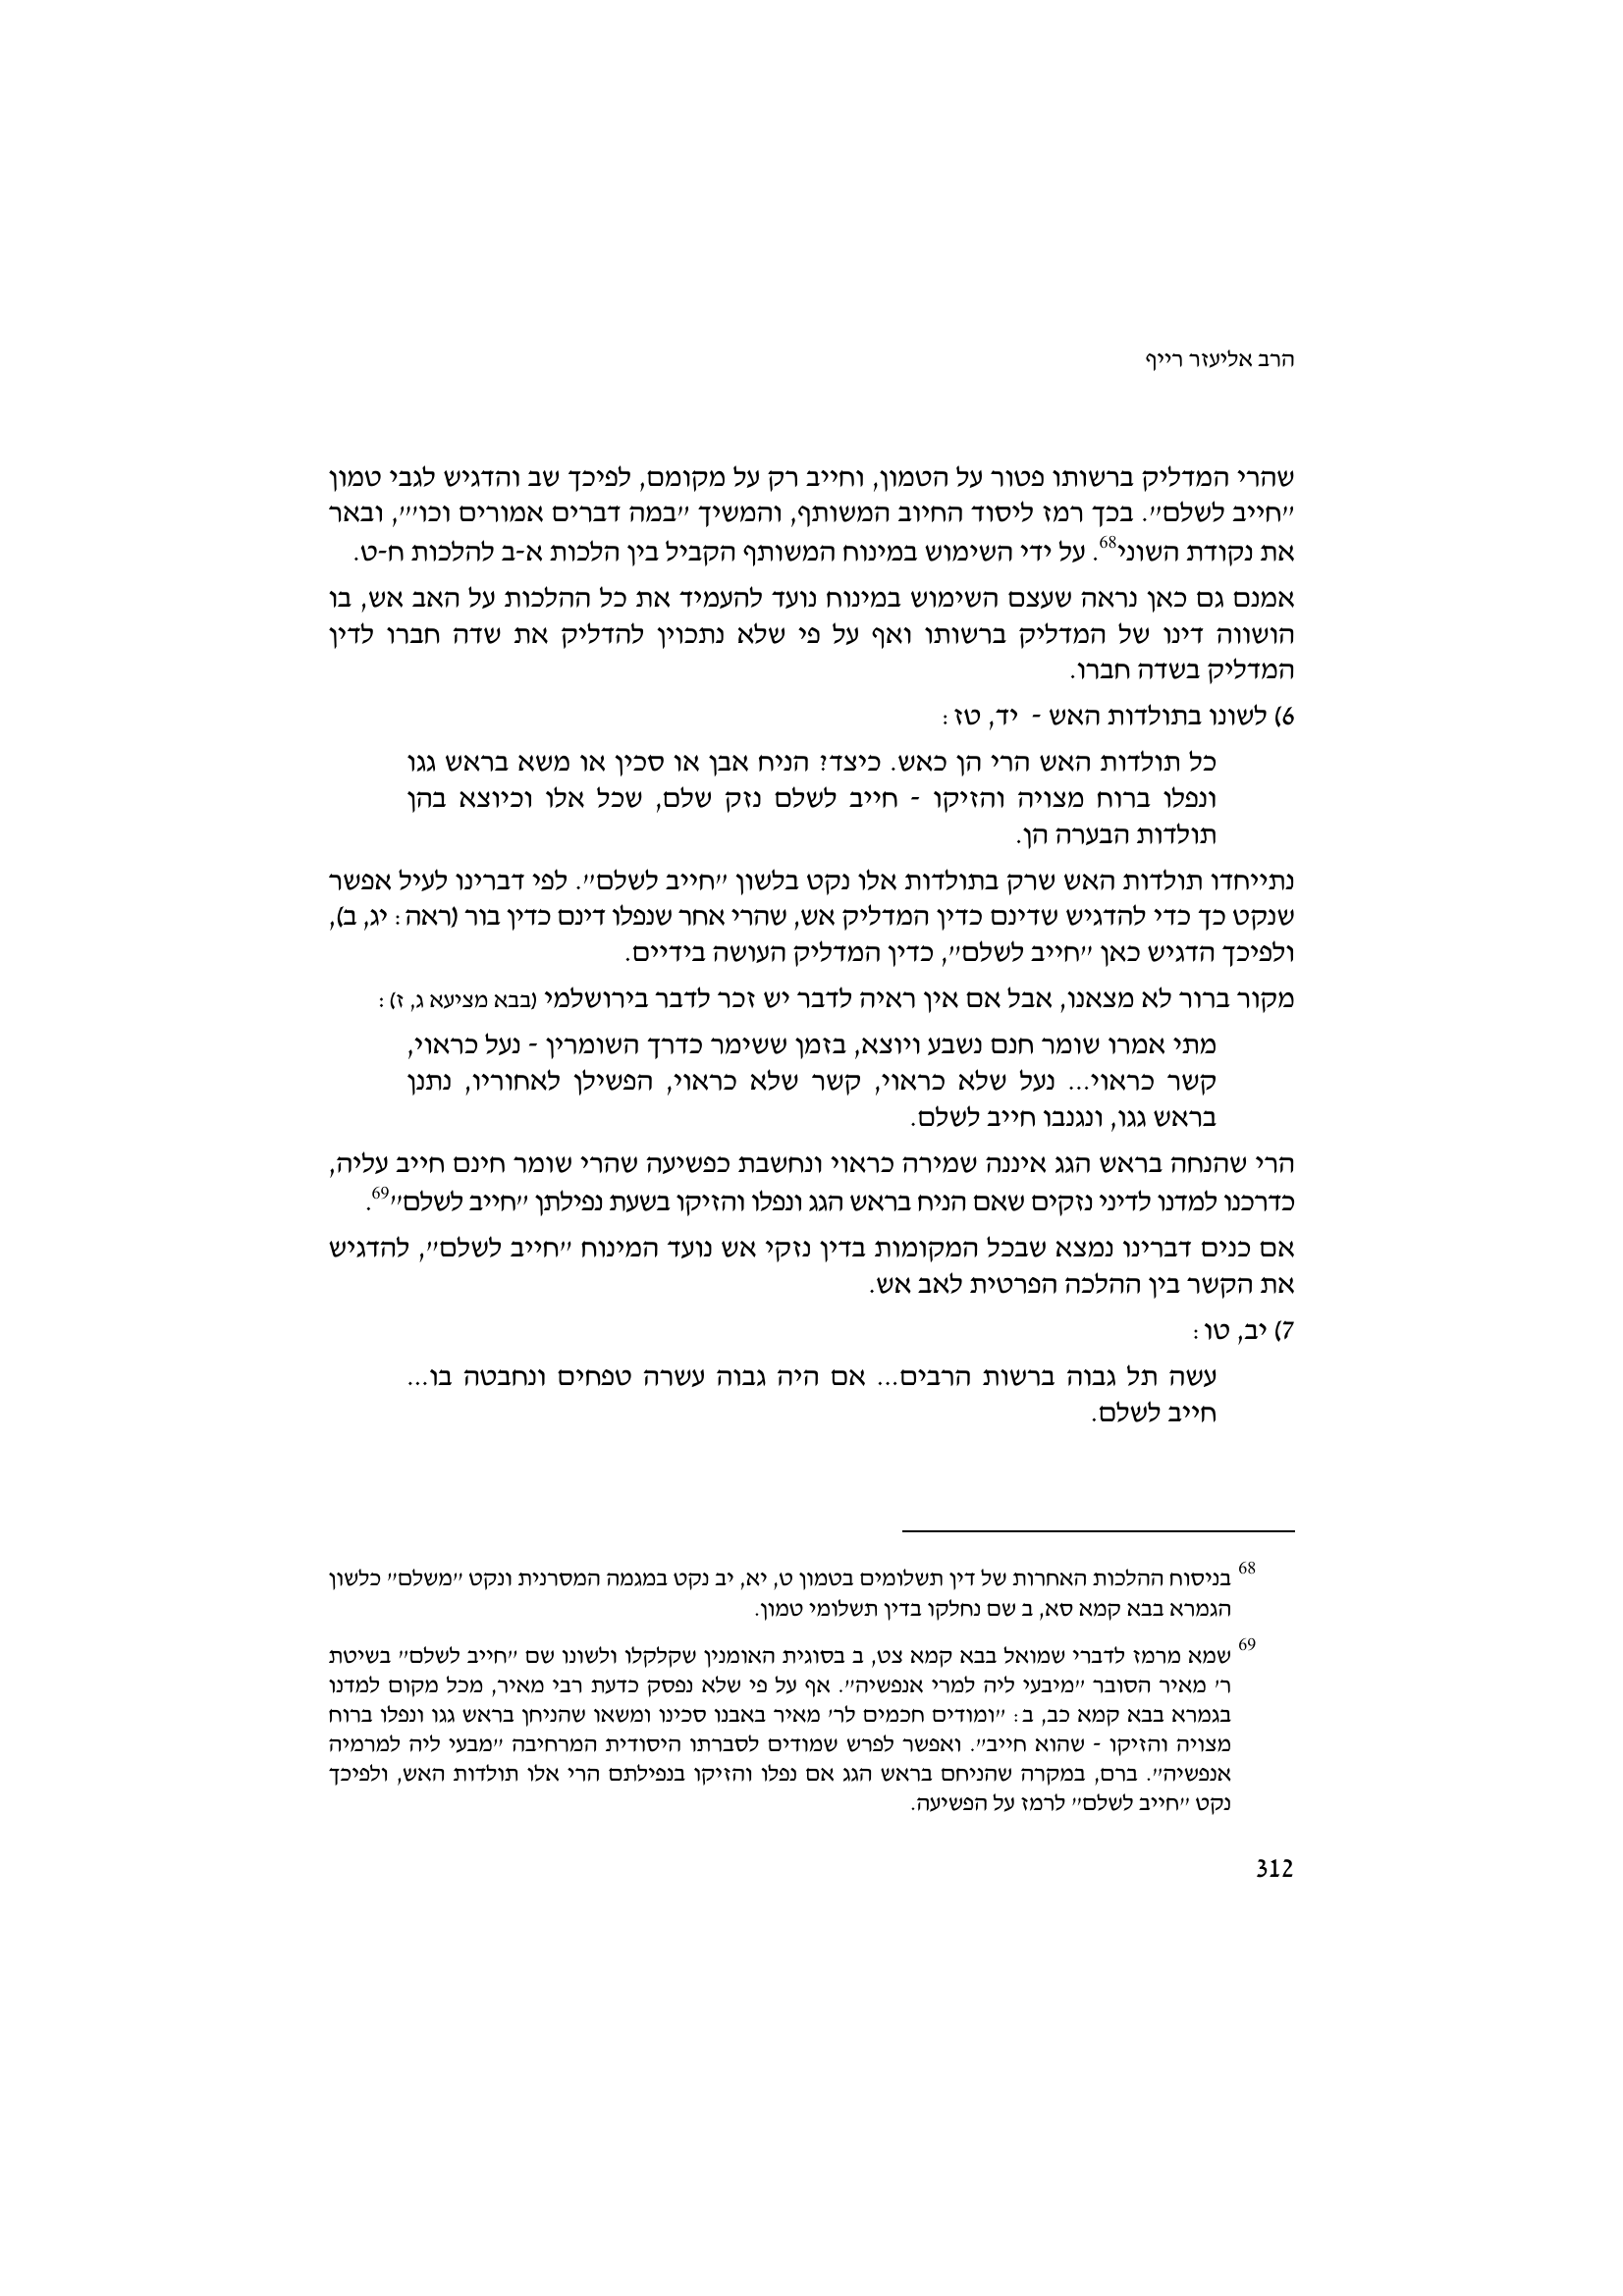 הרב אליעזר רייף
שהרי המדליק ברשותו פטור על הטמון, וחייב רק על מקומם, לפיכך שב והדגיש לגבי טמון
"חייב לשלם". בכך רמז ליסוד החיוב המשותף, והמשיך "במה דברים אמורים וכו'", ובאר
את נקודת השוני68. על ידי השימוש במינוח המשותף הקביל בין הלכות א-ב להלכות ח-ט.
אמנם גם כאן נראה שעצם השימוש במינוח נועד להעמיד את כל ההלכות על האב אש, בו
הושווה דינו של המדליק ברשותו ואף על פי שלא נתכוין להדליק את שדה חברו לדין
המדליק בשדה חברו.
6) לשונו בתולדות האש - יד, טז:
כל תולדות האש הרי הן כאש. כיצד? הניח אבן או סכין או משא בראש גגו
ונפלו ברוח מצויה והזיקו - חייב לשלם נזק שלם, שכל אלו וכיוצא בהן
תולדות הבערה הן.
נתייחדו תולדות האש שרק בתולדות אלו נקט בלשון "חייב לשלם". לפי דברינו לעיל אפשר
שנקט כך כדי להדגיש שדינם כדין המדליק אש, שהרי אחר שנפלו דינם כדין בור (ראה: יג, ב),
ולפיכך הדגיש כאן "חייב לשלם", כדין המדליק העושה בידיים.
מקור ברור לא מצאנו, אבל אם אין ראיה לדבר יש זכר לדבר בירושלמי (בבא מציעא ג, ז):
מתי אמרו שומר חנם נשבע ויוצא, בזמן ששימר כדרך השומרין - נעל כראוי,
קשר כראוי... נעל שלא כראוי, קשר שלא כראוי, הפשילן לאחוריו, נתנן
בראש גגו, ונגנבו חייב לשלם.
הרי שהנחה בראש הגג איננה שמירה כראוי ונחשבת כפשיעה שהרי שומר חינם חייב עליה,
כדרכנו למדנו לדיני נזקים שאם הניח בראש הגג ונפלו והזיקו בשעת נפילתן "חייב לשלם"69.
אם כנים דברינו נמצא שבכל המקומות בדין נזקי אש נועד המינוח "חייב לשלם", להדגיש
את הקשר בין ההלכה הפרטית לאב אש.
7) יב, טו:
עשה תל גבוה ברשות הרבים... אם היה גבוה עשרה טפחים ונחבטה בו...
חייב לשלם.
68 בניסוח ההלכות האחרות של דין תשלומים בטמון ט, יא, יב נקט במגמה המסרנית ונקט "משלם" כלשון
הגמרא בבא קמא סא, ב שם נחלקו בדין תשלומי טמון.
69 שמא מרמז לדברי שמואל בבא קמא צט, ב בסוגית האומנין שקלקלו ולשונו שם "חייב לשלם" בשיטת
ר' מאיר הסובר "מיבעי ליה למרי אנפשיה". אף על פי שלא נפסק כדעת רבי מאיר, מכל מקום למדנו
בגמרא בבא קמא כב, ב: "ומודים חכמים לר' מאיר באבנו סכינו ומשאו שהניחן בראש גגו ונפלו ברוח
מצויה והזיקו - שהוא חייב". ואפשר לפרש שמודים לסברתו היסודית המרחיבה "מבעי ליה למרמיה
אנפשיה". ברם, במקרה שהניחם בראש הגג אם נפלו והזיקו בנפילתם הרי אלו תולדות האש, ולפיכך
נקט "חייב לשלם" לרמז על הפשיעה.
312